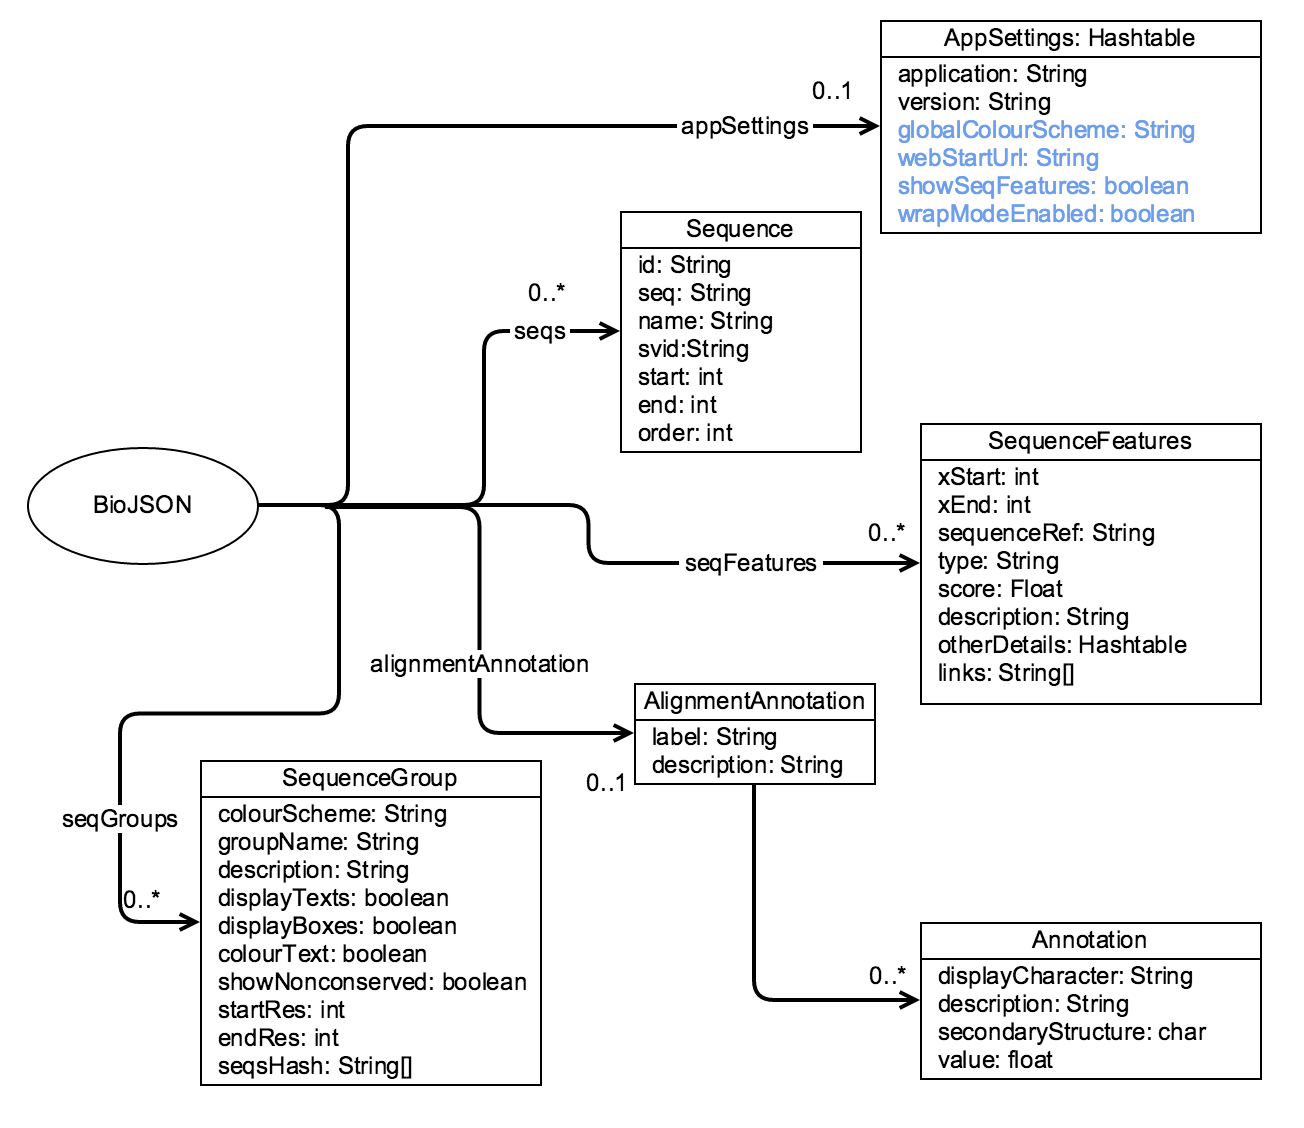 AppSettings: Hashtable
application: String
version: String
globalColourScheme: String
webStartUrl: String
showSeqFeatures: boolean
wrapModeEnabled: boolean
0..1
appSettings
Sequence
id: String
seq: String
name: String
svid:String
start: int
end: int
order: int
0..*
seqs
BioJSON
SequenceFeatures
xStart: int
xEnd: int
sequenceRef: String
type: String
score: Float
description: String
otherDetails: Hashtable
links: String[]
0..*
seqFeatures
alignmentAnnotation
AlignmentAnnotation
label: String
description: String
0..1
seqGroups
0..*
SequenceGroup
colourScheme: String
groupName: String
description: String
displayTexts: boolean
displayBoxes: boolean
colourText: boolean
showNonconserved: boolean
startRes: int
endRes: int
seqsHash: String[]
0..*
Annotation
displayCharacter: String
description: String
secondaryStructure: char
value: float